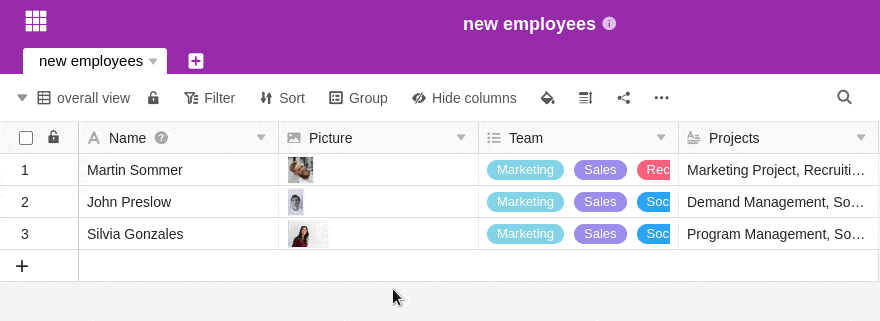 new employees
new employees
overall view Filter Sort Group Hide columns
Name Picture Team Projects
1 Martin Sommer Marketing Sales Rec Marketing Project, Recruiti…
2 John Preslow Marketing Sales Soc Demand Management, So…
3 Silvia Gonzales Marketing Sales Soc Program Management, So…